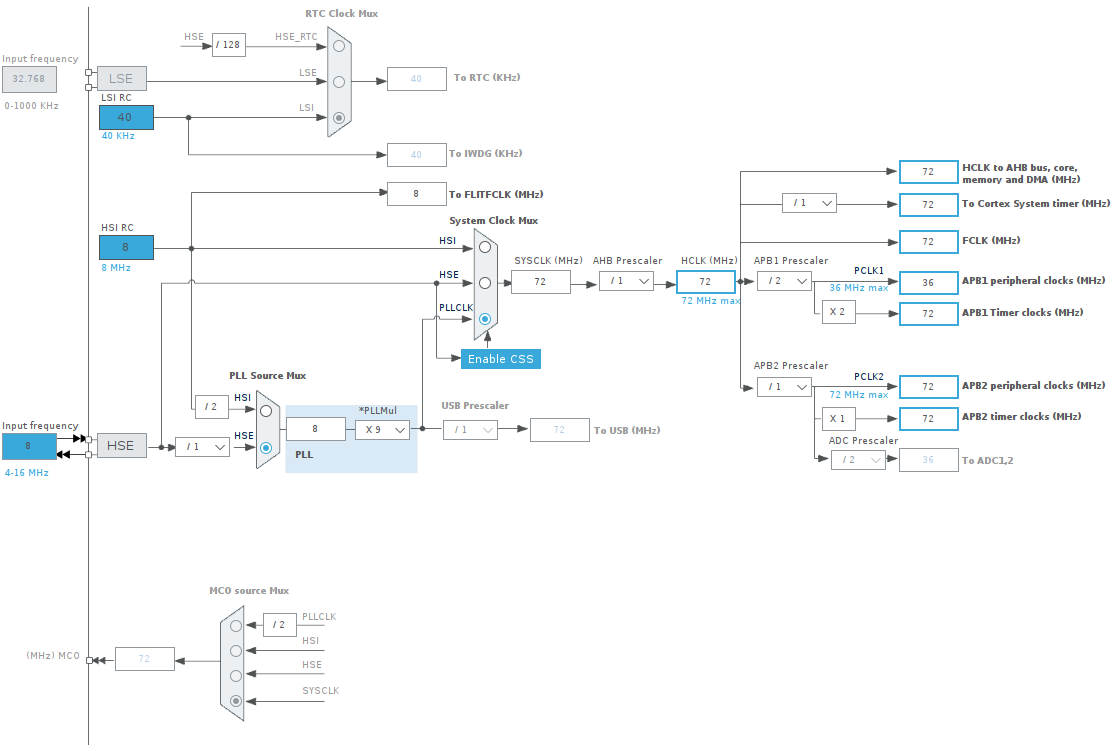 RTC Clock Mux
HSE
/ 128
HSE_RTC
Input frequency
32.768
0-1000 KHz
LSE
LSE
40
To RTC (KHz)
LSI RC
40
40 KHz
LSI
40
To IWDG (KHz)
8
To FLITFCLK (MHz)
HSI RC
8
8 MHz
System Clock Mux
HSI
HSE
PLLCLK
Enable CSS
SYSCLK (MHz)
72
AHB Prescaler
/ 1
HCLK (MHz)
72
72 MHz max
72
HCLK to AHB bus, core,
memory and DMA (MHz)
/ 1
72
To Cortex System timer (MHz)
72
FCLK (MHz)
APB1 Prescaler
/ 2
PCLK1
36 MHz max
36
APB1 peripheral clocks (MHz)
X 2
72
APB1 Timer clocks (MHz)
APB2 Prescaler
/ 1
PCLK2
72 MHz max
72
APB2 peripheral clocks (MHz)
X 1
72
APB2 timer clocks (MHz)
ADC Prescaler
/ 2
36
To ADC1,2
PLL Source Mux
/ 2
HSI
Input frequency
8
4-16 MHz
HSE
/ 1
HSE
8
*PLLMul
X 9
PLL
USB Prescaler
/ 1
72
To USB (MHz)
MCO source Mux
/ 2
PLLCLK
HSI
HSE
SYSCLK
(MHz) MCO
72